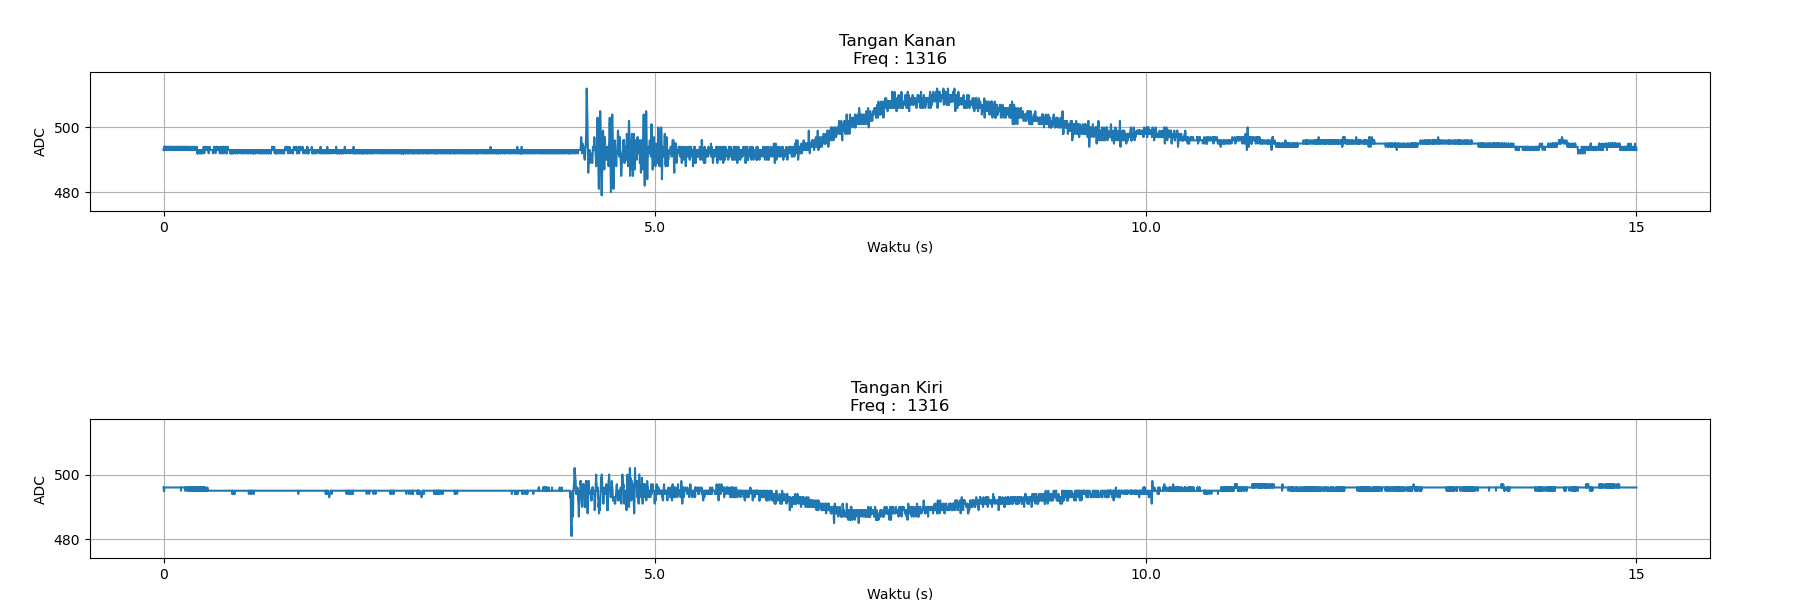 Tangan Kanan
Freq : 1316
ADC
500
480
0
5.0
10.0
15
Waktu (s)
Tangan Kiri
Freq :  1316
ADC
500
480
0
5.0
10.0
15
Waktu (s)